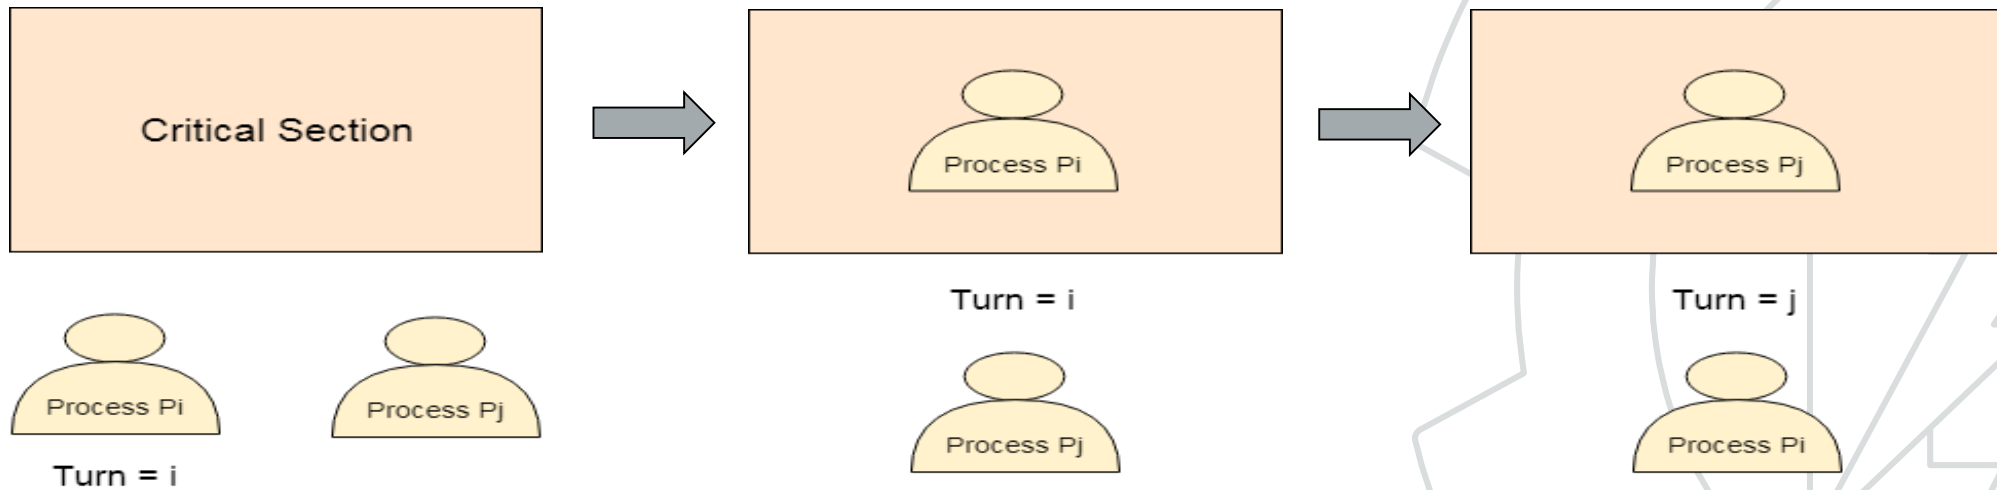 Critical Section
Process Pi
Process Pj
Turn = i
Process Pi
Turn = i
Process Pj
Process Pj
Turn = j
Process Pi